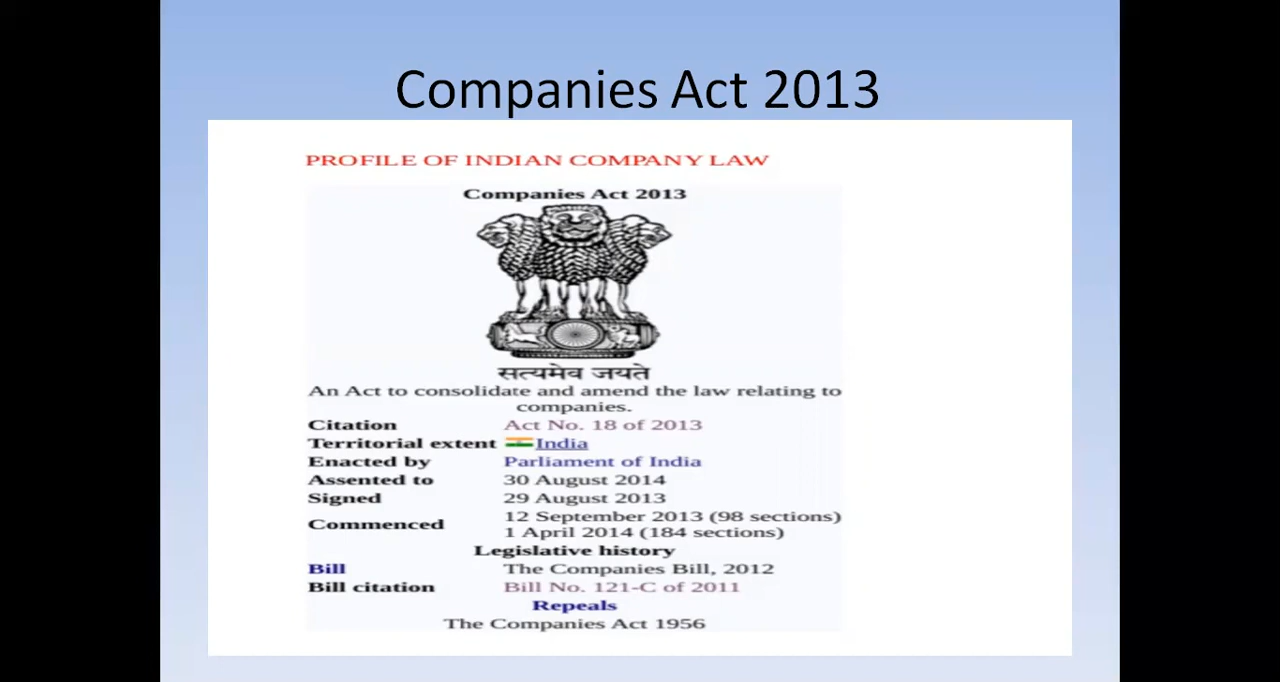 Companies Act 2013
PROFILE OF INDIAN COMPANY LAW
Companies Act 2013
सत्यमेव जयते
An Act to consolidate and amend the law relating to
companies.
Citation Act No. 18 of 2013
Territorial extent India
Enacted by Parliament of India
Assented to 30 August 2014
Signed 29 August 2013
Commenced 12 September 2013 (98 sections)
1 April 2014 (184 sections)
Legislative history
Bill The Companies Bill, 2012
Bill citation Bill No. 121-C of 2011
Repeals
The Companies Act 1956